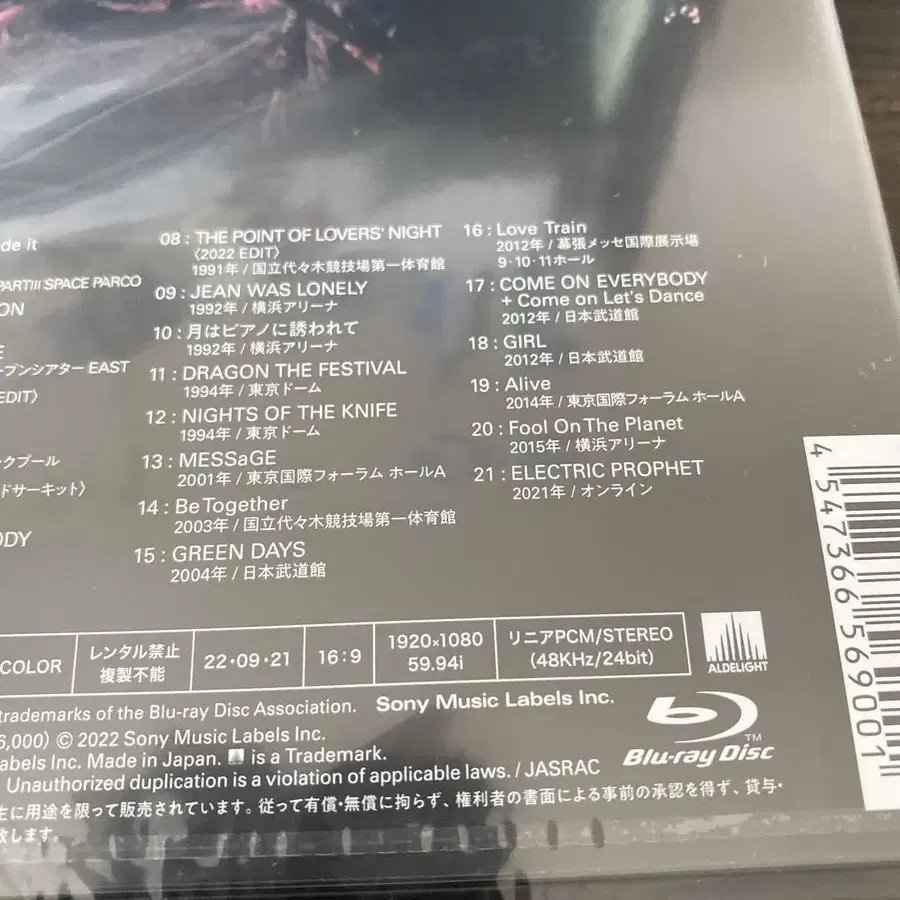 de it
PARTIII SPACE PARCO
ON
E
ープンシアター EAST
EDIT〉
ックプール
ドサーキット〉
ODY
08 : THE POINT OF LOVERS' NIGHT
〈2022 EDIT〉
1991年 / 国立代々木競技場第一体育館
09 : JEAN WAS LONELY
1992年 / 横浜アリーナ
10 : 月はピアノに誘われて
1992年 / 横浜アリーナ
11 : DRAGON THE FESTIVAL
1994年 / 東京ドーム
12 : NIGHTS OF THE KNIFE
1994年 / 東京ドーム
13 : MESSaGE
2001年 / 東京国際フォーラム ホールA
14 : Be Together
2003年 / 国立代々木競技場第一体育館
15 : GREEN DAYS
2004年 / 日本武道館
16 : Love Train
2012年 / 幕張メッセ国際展示場
9・10・11ホール
17 : COME ON EVERYBODY
+ Come on Let's Dance
2012年 / 日本武道館
18 : GIRL
2012年 / 日本武道館
19 : Alive
2014年 / 東京国際フォーラム ホールA
20 : Fool On The Planet
2015年 / 横浜アリーナ
21 : ELECTRIC PROPHET
2021年 / オンライン
4 547366 569001
COLOR
レンタル禁止
複製不能
22・09・21
16:9
1920×1080
59.94i
リニアPCM/STEREO
(48KHz/24bit)
ALDELIGHT
trademarks of the Blu-ray Disc Association. Sony Music Labels Inc.
6,000) © 2022 Sony Music Labels Inc.
abels Inc. Made in Japan. is a Trademark.
Unauthorized duplication is a violation of applicable laws. / JASRAC
Blu-ray Disc
TM
生に用途を限って販売されています。従って有償・無償に拘らず、権利者の書面による事前の承認を得ず、貸与・
致します。